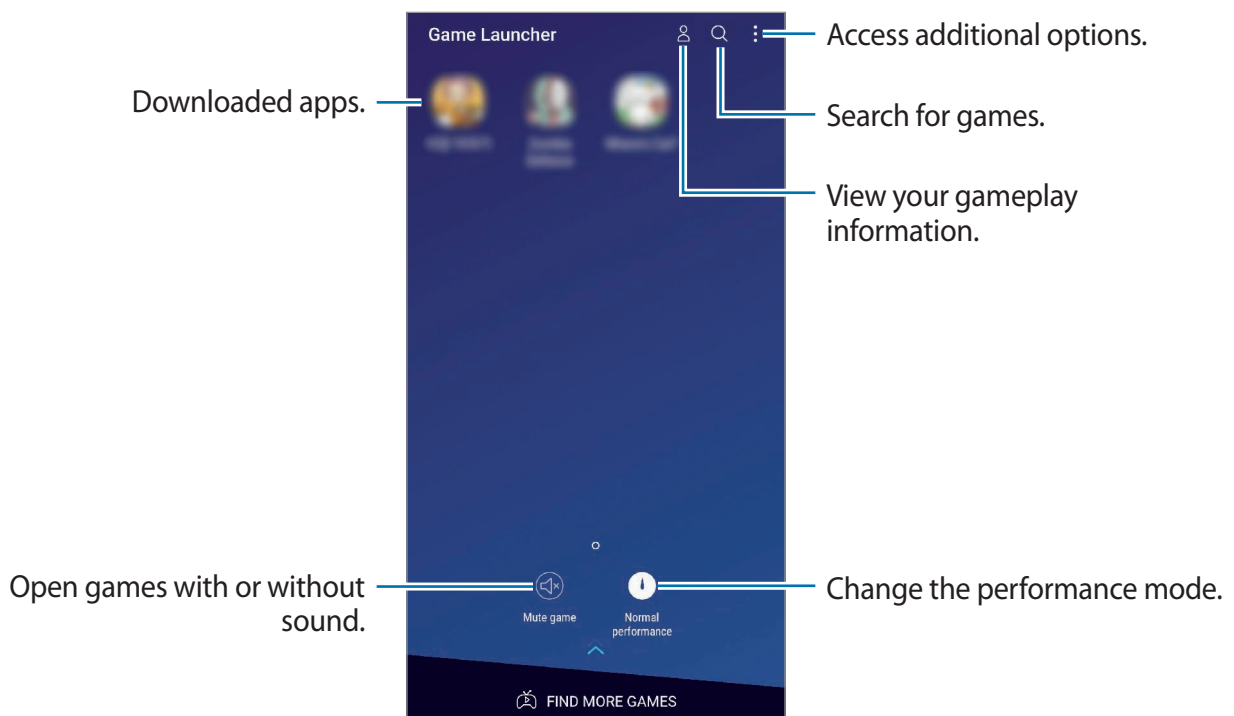 Game Launcher
Access additional options.
Downloaded apps.
Search for games.
View your gameplay
information.
Open games with or without
sound.
Change the performance mode.
Mute game
Normal
performance
FIND MORE GAMES